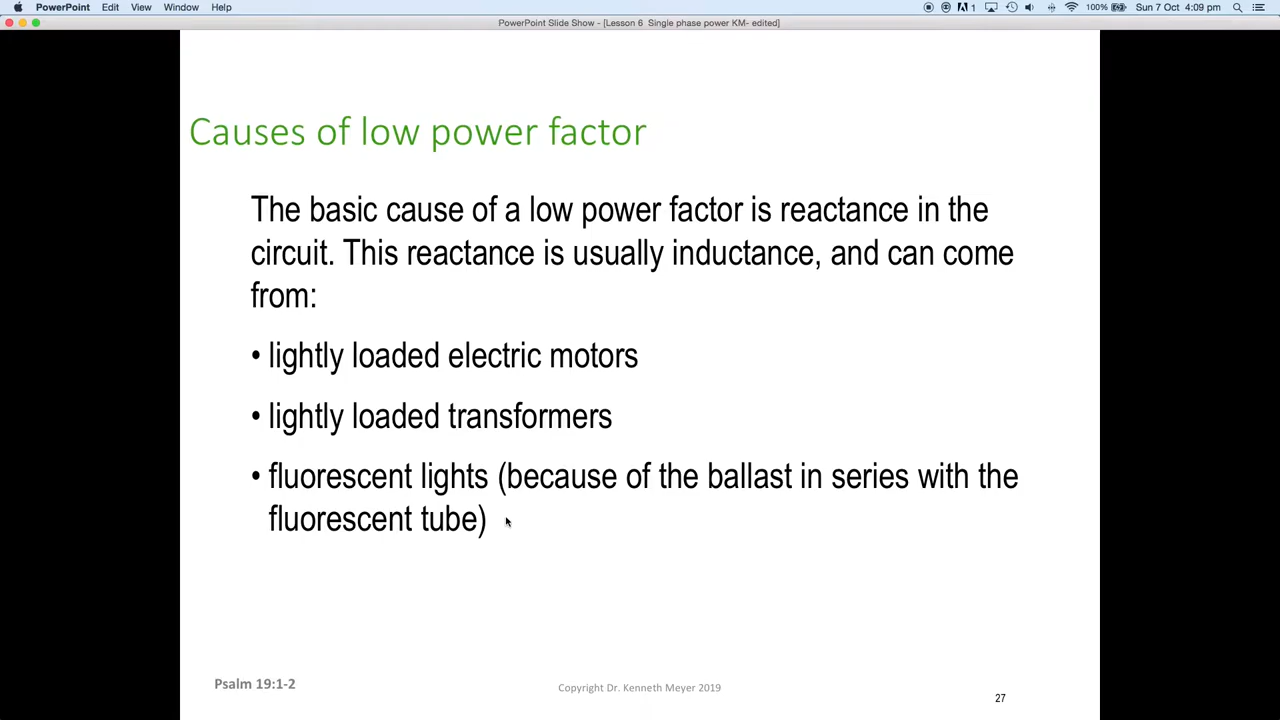 PowerPoint Edit View Window Help
1 100% Sun 7 Oct 4:09 pm
PowerPoint Slide Show - [Lesson 6 Single phase power KM- edited]
Causes of low power factor
The basic cause of a low power factor is reactance in the
circuit. This reactance is usually inductance, and can come
from:
• lightly loaded electric motors
• lightly loaded transformers
• fluorescent lights (because of the ballast in series with the
fluorescent tube)
Psalm 19:1-2
Copyright Dr. Kenneth Meyer 2019
27